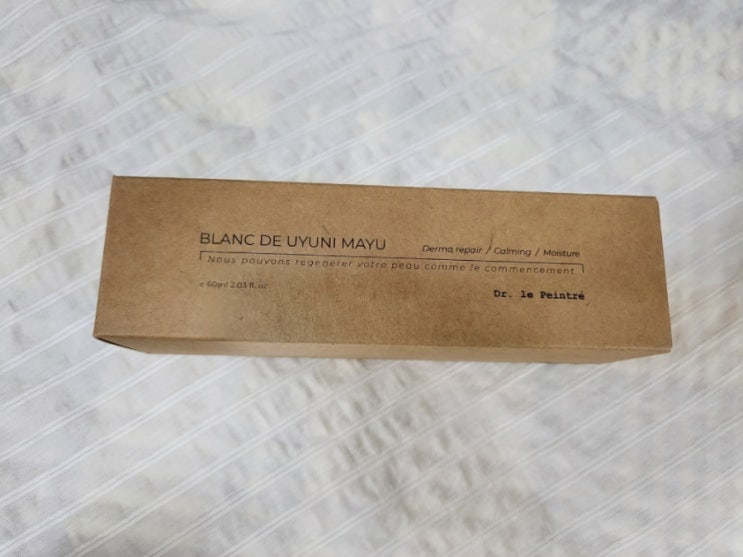 BLANC DE UYUNI MAYU
Derma repair / Calming / Moisture
Nous pouvons regenerer votre peau comme le commencement
e 60ml 2.03 fl. oz
Dr. le Peintré